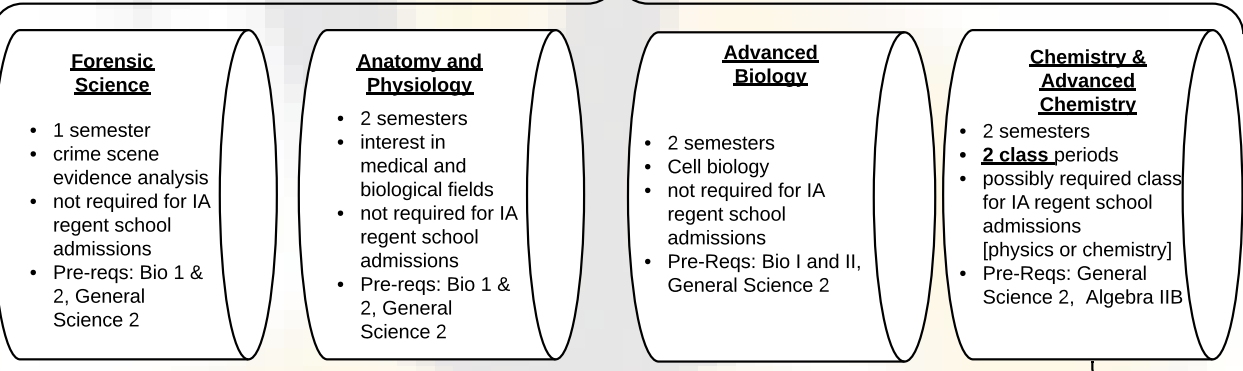 Forensic
Science
• 1 semester
• crime scene
evidence analysis
• not required for IA
regent school
admissions
• Pre-reqs: Bio 1 &
2, General
Science 2
Anatomy and
Physiology
• 2 semesters
• interest in
medical and
biological fields
• not required for IA
regent school
admissions
• Pre-reqs: Bio 1 &
2, General
Science 2
Advanced
Biology
• 2 semesters
• Cell biology
• not required for IA
regent school
admissions
• Pre-Reqs: Bio I and II,
General Science 2
Chemistry &
Advanced
Chemistry
• 2 semesters
• 2 class periods
• possibly required class
for IA regent school
admissions
[physics or chemistry]
• Pre-Reqs: General
Science 2, Algebra IIB